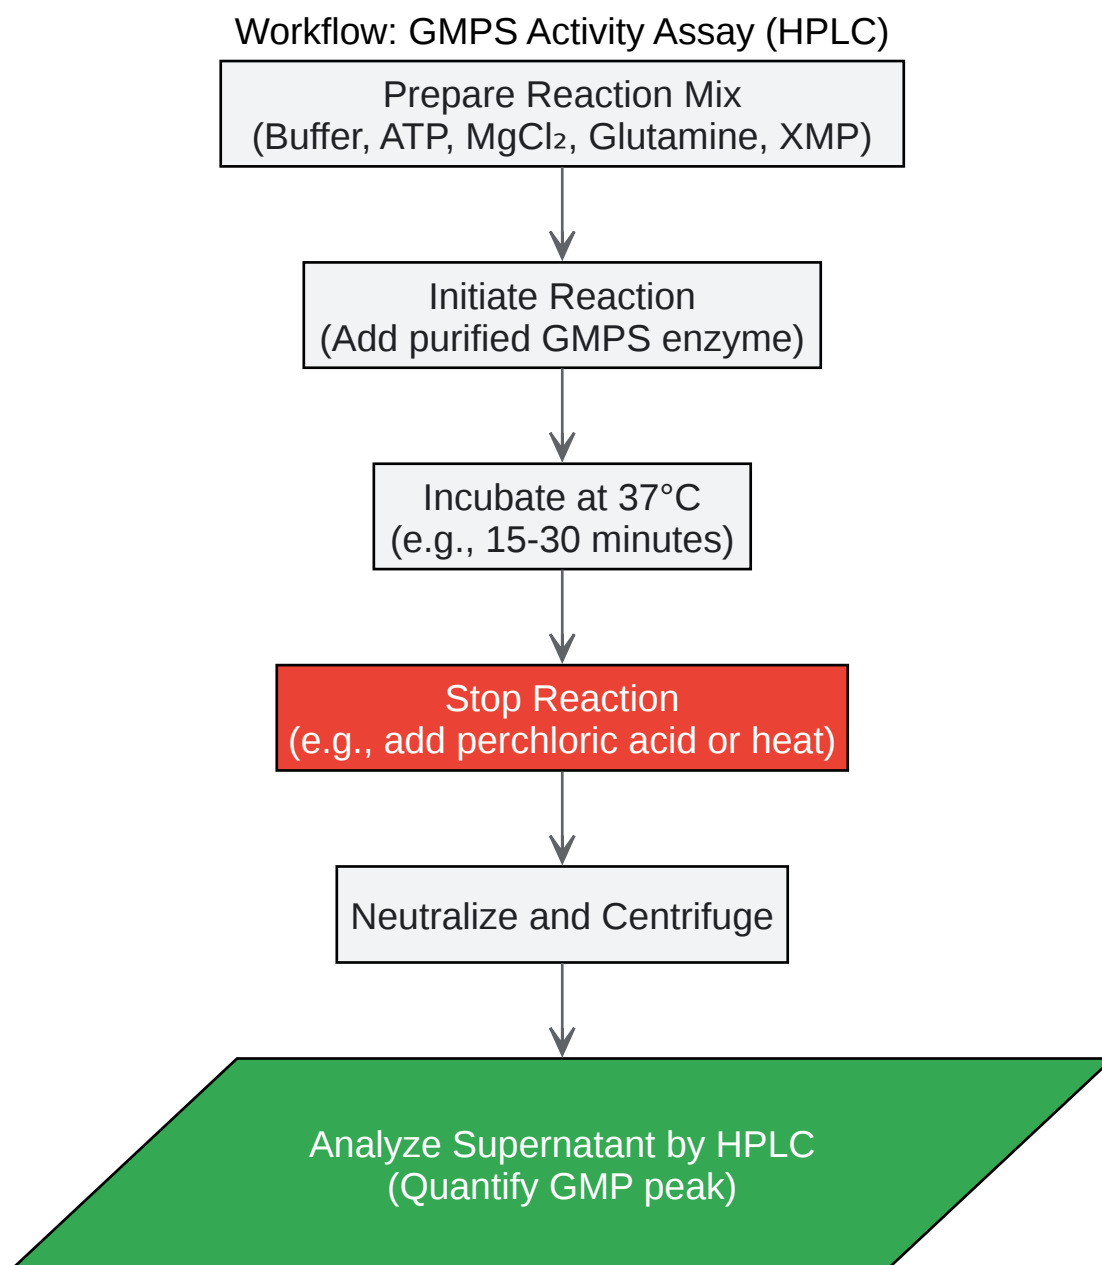 Workflow: GMPS Activity Assay (HPLC)
Prepare Reaction Mix
(Buffer, ATP, MgCl₂, Glutamine, XMP)
Initiate Reaction
(Add purified GMPS enzyme)
Incubate at 37°C
(e.g., 15-30 minutes)
Stop Reaction
(e.g., add perchloric acid or heat)
Neutralize and Centrifuge
Analyze Supernatant by HPLC
(Quantify GMP peak)